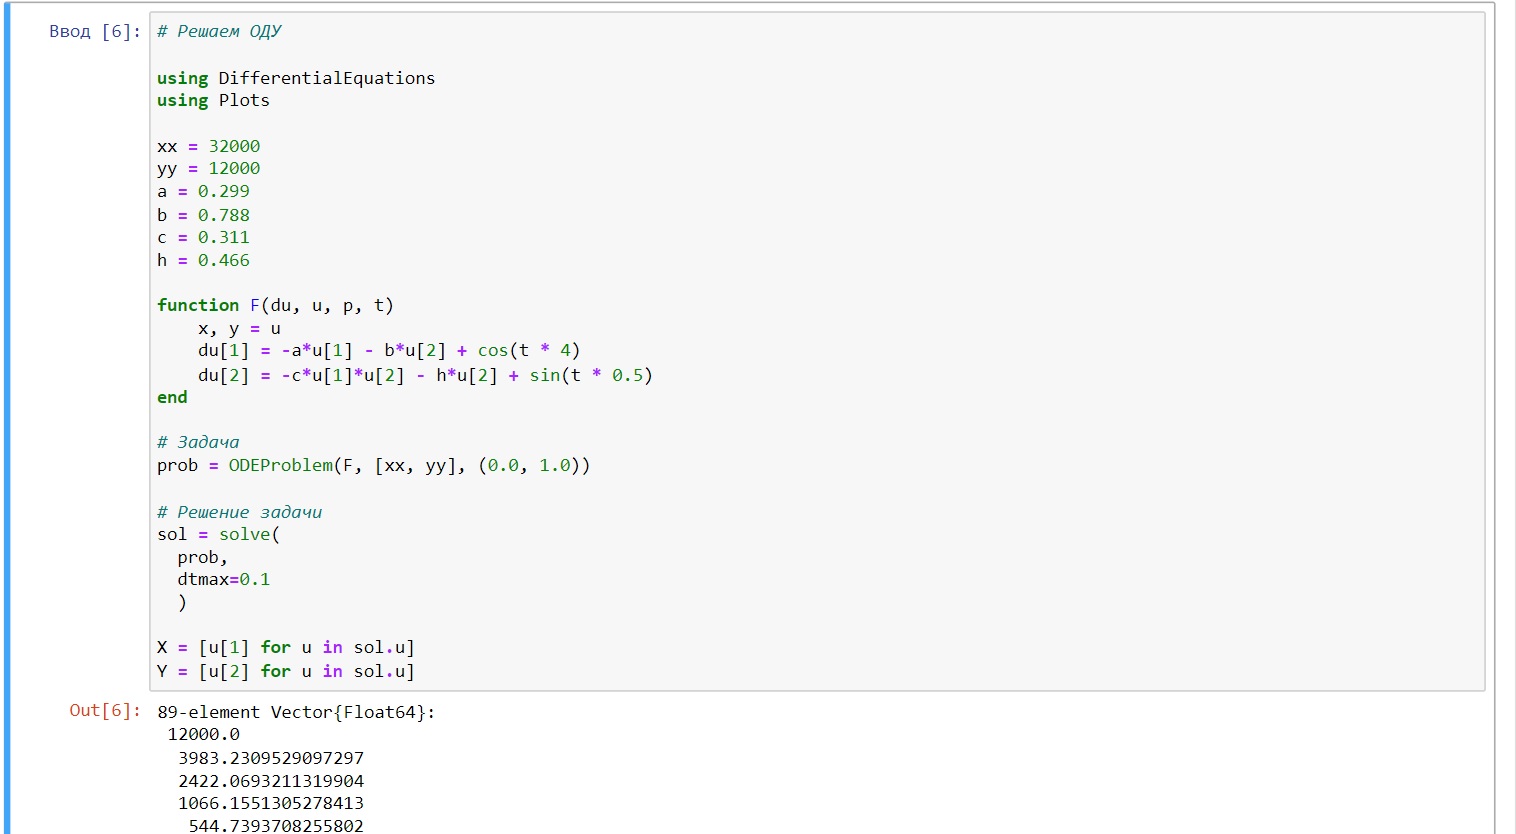 Ввод [6]: # Решаем ОДУ
using DifferentialEquations
using Plots
xx = 32000
yy = 12000
a = 0.299
b = 0.788
c = 0.311
h = 0.466
function F(du, u, p, t)
x, y = u
du[1] = -a*u[1] - b*u[2] + cos(t * 4)
du[2] = -c*u[1]*u[2] - h*u[2] + sin(t * 0.5)
end
# Задача
prob = ODEProblem(F, [xx, yy], (0.0, 1.0))
# Решение задачи
sol = solve(
prob,
dtmax=0.1
)
X = [u[1] for u in sol.u]
Y = [u[2] for u in sol.u]
Out[6]: 89-element Vector{Float64}:
12000.0
3983.2309529097297
2422.0693211319904
1066.1551305278413
544.7393708255802